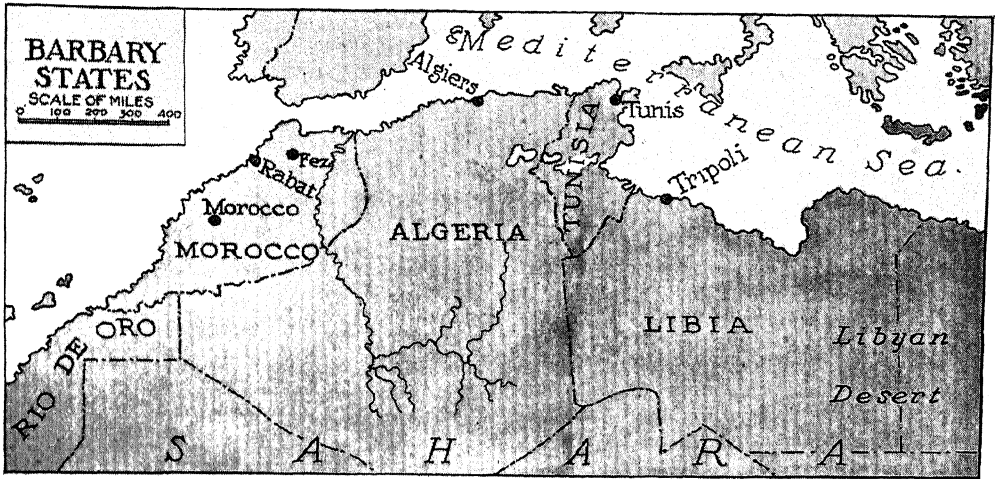 BARBARY
STATES
SCALE OF MILES
0 100 200 300 400
Mediterranean Sea.
Algiers
Tunis
TUNISIA
Fez
Rabat
Tripoli
Morocco
MOROCCO
ALGERIA
RIO DE ORO
LIBIA
Libyan
Desert
SAHARA